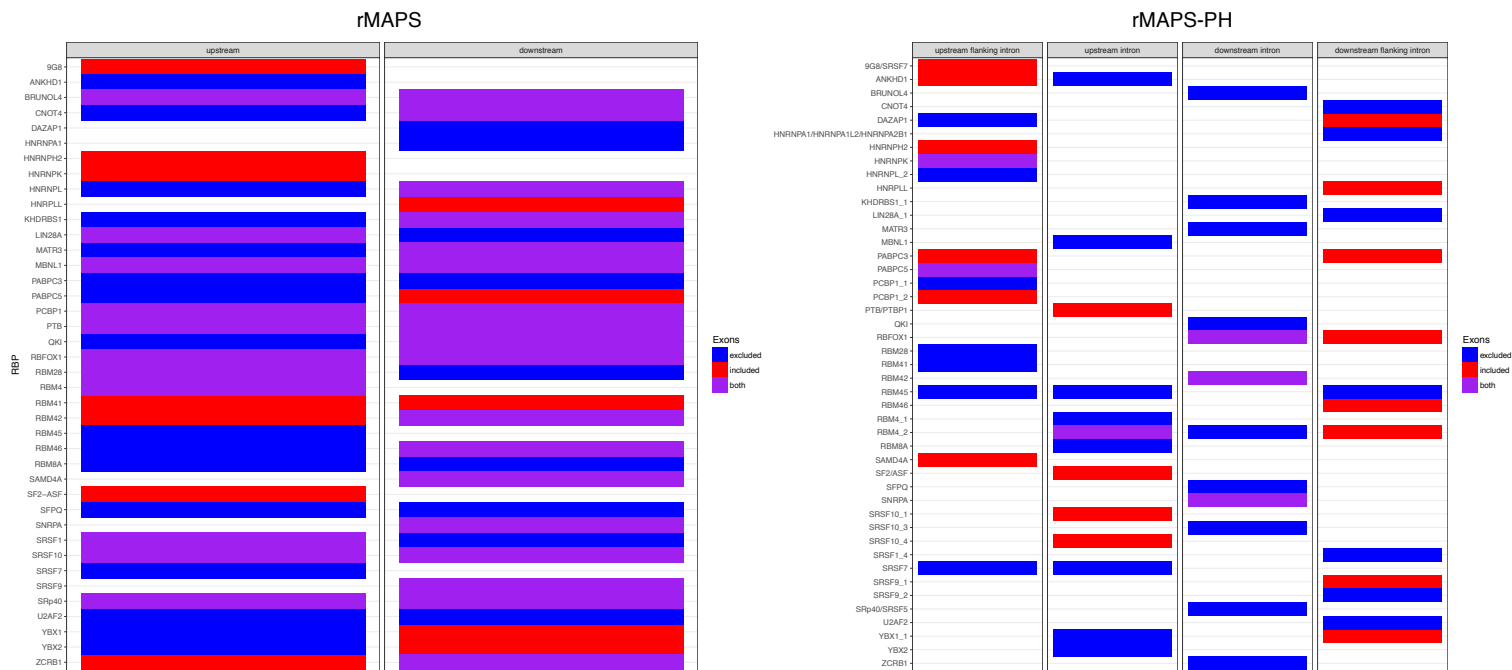 rMAPS
upstream
downstream
RBP
9G8
ANKHD1
BRUNOL4
CNOT4
DAZAP1
HNRNPA1
HNRNPH2
HNRNPK
HNRNPL
HNRPLL
KHDRBS1
LIN28A
MATR3
MBNL1
PABPC3
PABPC5
PCBP1
PTB
QKI
RBFOX1
RBM28
RBM4
RBM41
RBM42
RBM45
RBM46
RBM8A
SAMD4A
SF2−ASF
SFPQ
SNRPA
SRSF1
SRSF10
SRSF7
SRSF9
SRp40
U2AF2
YBX1
YBX2
ZCRB1
Exons
excluded
included
both
rMAPS-PH
upstream flanking intron
upstream intron
downstream intron
downstream flanking intron
9G8/SRSF7
ANKHD1
BRUNOL4
CNOT4
DAZAP1
HNRNPA1/HNRNPA1L2/HNRNPA2B1
HNRNPH2
HNRNPK
HNRNPL_2
HNRPLL
KHDRBS1_1
LIN28A_1
MATR3
MBNL1
PABPC3
PABPC5
PCBP1_1
PCBP1_2
PTB/PTBP1
QKI
RBFOX1
RBM28
RBM41
RBM42
RBM45
RBM46
RBM4_1
RBM4_2
RBM8A
SAMD4A
SF2/ASF
SFPQ
SNRPA
SRSF10_1
SRSF10_3
SRSF10_4
SRSF1_4
SRSF7
SRSF9_1
SRSF9_2
SRp40/SRSF5
U2AF2
YBX1_1
YBX2
ZCRB1
Exons
excluded
included
both